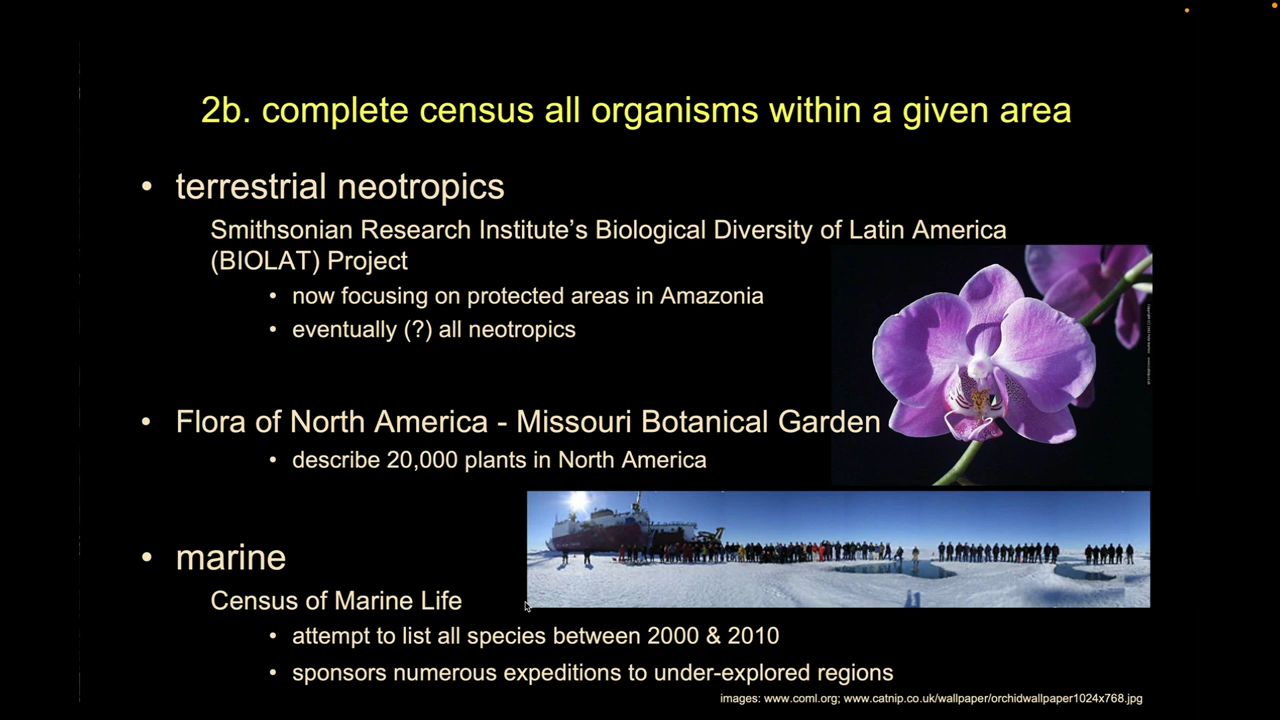 2b. complete census all organisms within a given area
• terrestrial neotropics
Smithsonian Research Institute’s Biological Diversity of Latin America
(BIOLAT) Project
• now focusing on protected areas in Amazonia
• eventually (?) all neotropics
• Flora of North America - Missouri Botanical Garden
• describe 20,000 plants in North America
• marine
Census of Marine Life
• attempt to list all species between 2000 & 2010
• sponsors numerous expeditions to under-explored regions
images: www.coml.org; www.catnip.co.uk/wallpaper/orchidwallpaper1024x768.jpg